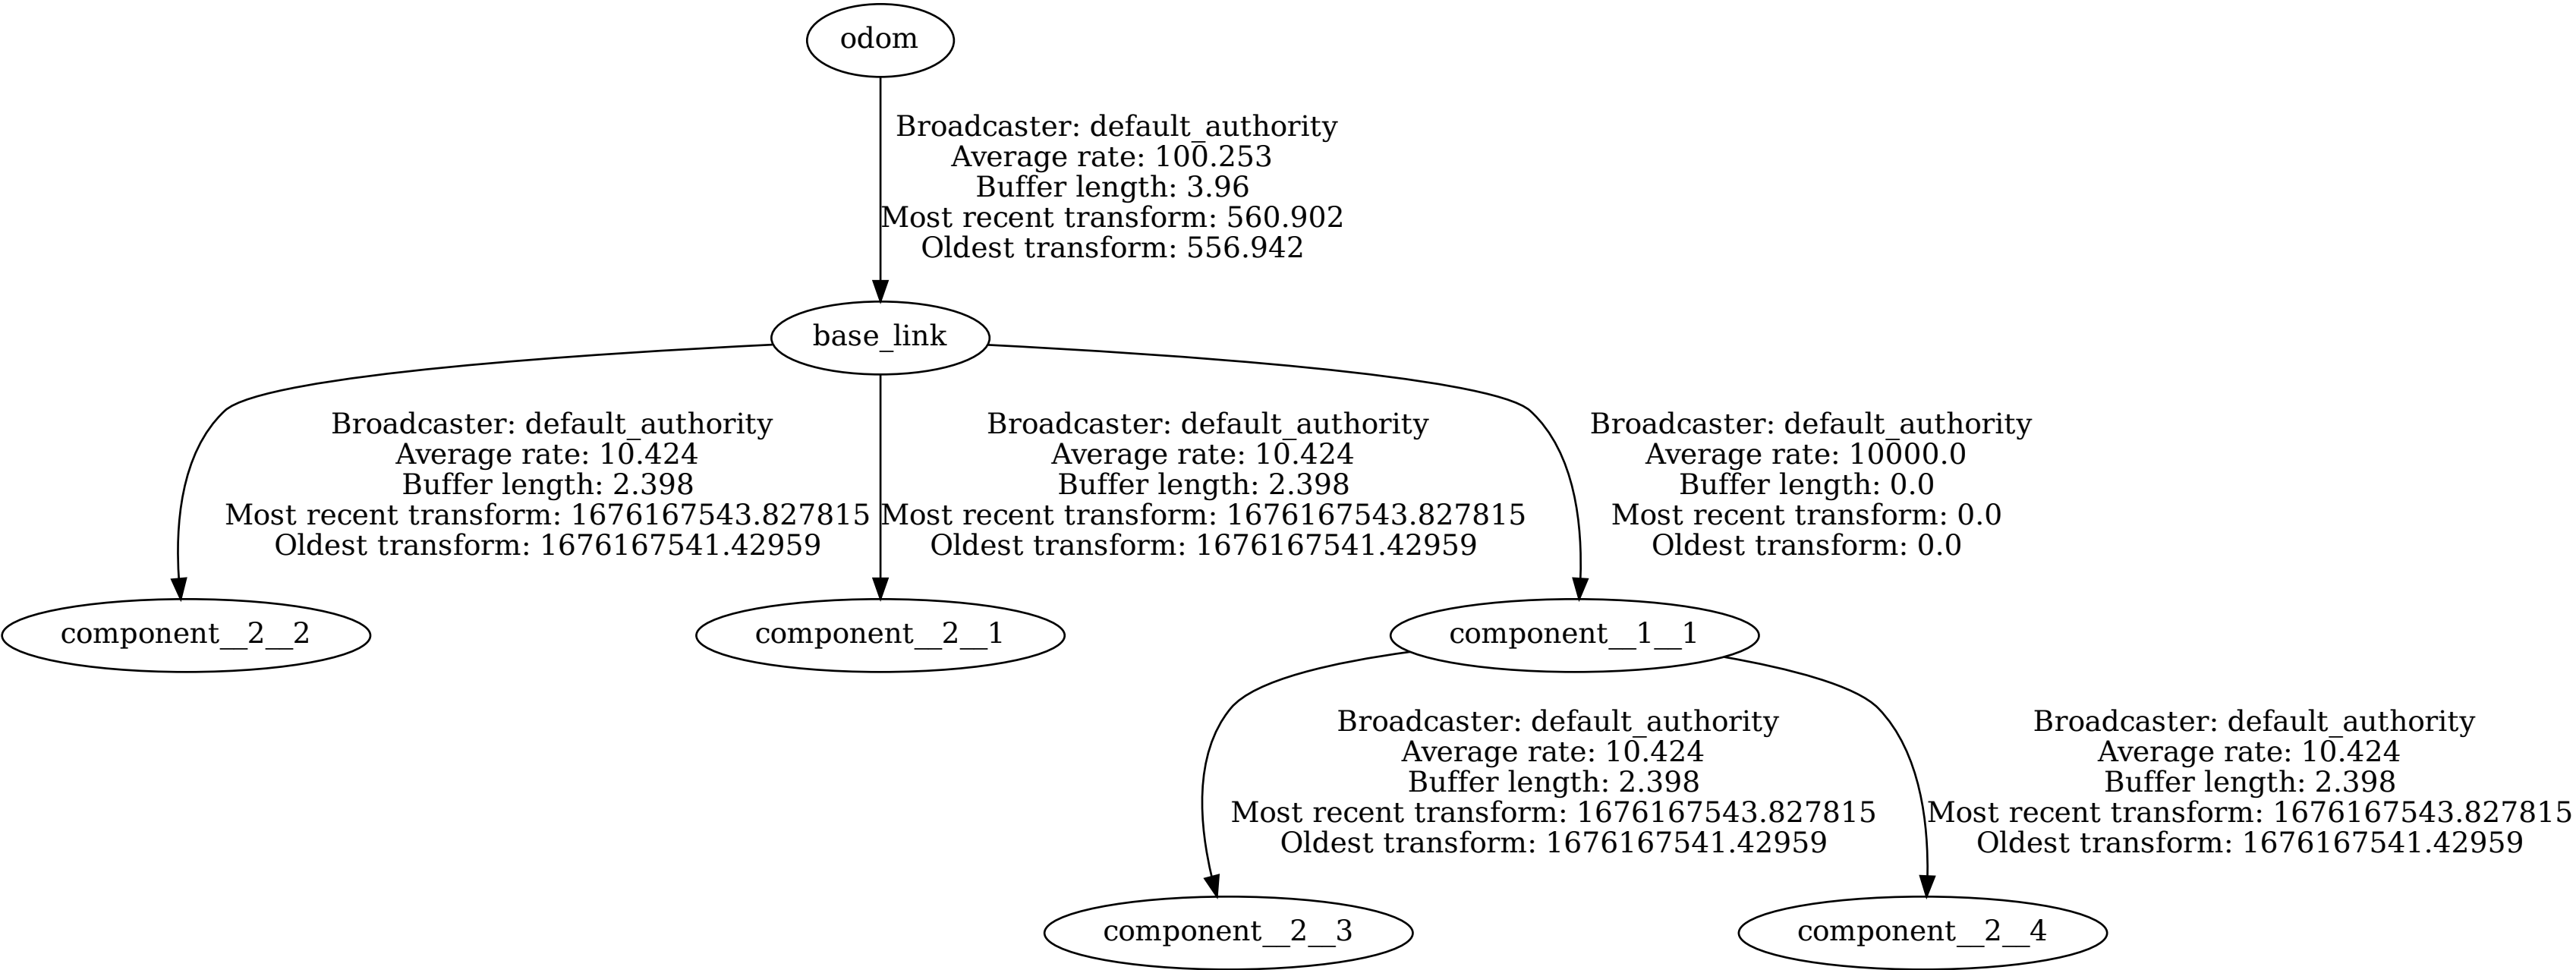 odom
Broadcaster: default_authority
Average rate: 100.253
Buffer length: 3.96
Most recent transform: 560.902
Oldest transform: 556.942
base_link
Broadcaster: default_authority
Average rate: 10.424
Buffer length: 2.398
Most recent transform: 1676167543.827815
Oldest transform: 1676167541.42959
Broadcaster: default_authority
Average rate: 10.424
Buffer length: 2.398
Most recent transform: 1676167543.827815
Oldest transform: 1676167541.42959
Broadcaster: default_authority
Average rate: 10000.0
Buffer length: 0.0
Most recent transform: 0.0
Oldest transform: 0.0
component__2__2
component__2__1
component__1__1
Broadcaster: default_authority
Average rate: 10.424
Buffer length: 2.398
Most recent transform: 1676167543.827815
Oldest transform: 1676167541.42959
Broadcaster: default_authority
Average rate: 10.424
Buffer length: 2.398
Most recent transform: 1676167543.827815
Oldest transform: 1676167541.42959
component__2__3
component__2__4